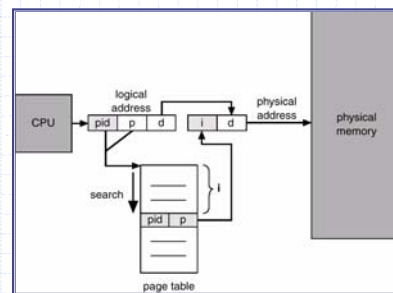 logical
address
physical
address
CPU
pid p d
i d
physical
memory
search
i
pid p
page table